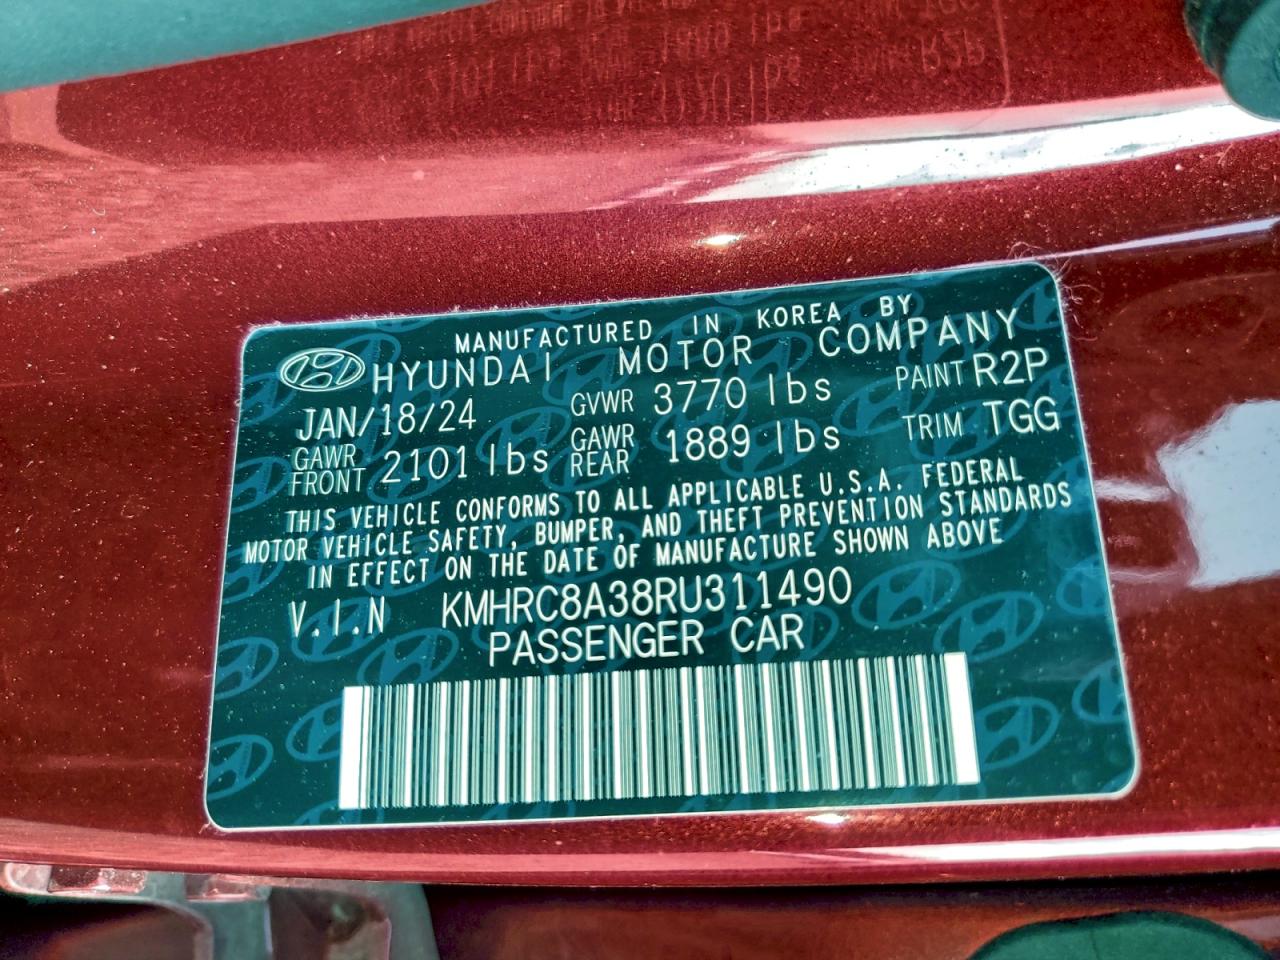 MANUFACTURED IN KOREA BY
HYUNDAI MOTOR COMPANY
JAN/18/24 GVWR 3770 lbs PAINT R2P
GAWR FRONT 2101 lbs GAWR REAR 1889 lbs TRIM TGG
THIS VEHICLE CONFORMS TO ALL APPLICABLE U.S.A. FEDERAL
MOTOR VEHICLE SAFETY, BUMPER, AND THEFT PREVENTION STANDARDS
IN EFFECT ON THE DATE OF MANUFACTURE SHOWN ABOVE
V.I.N KMHRC8A38RU311490
PASSENGER CAR